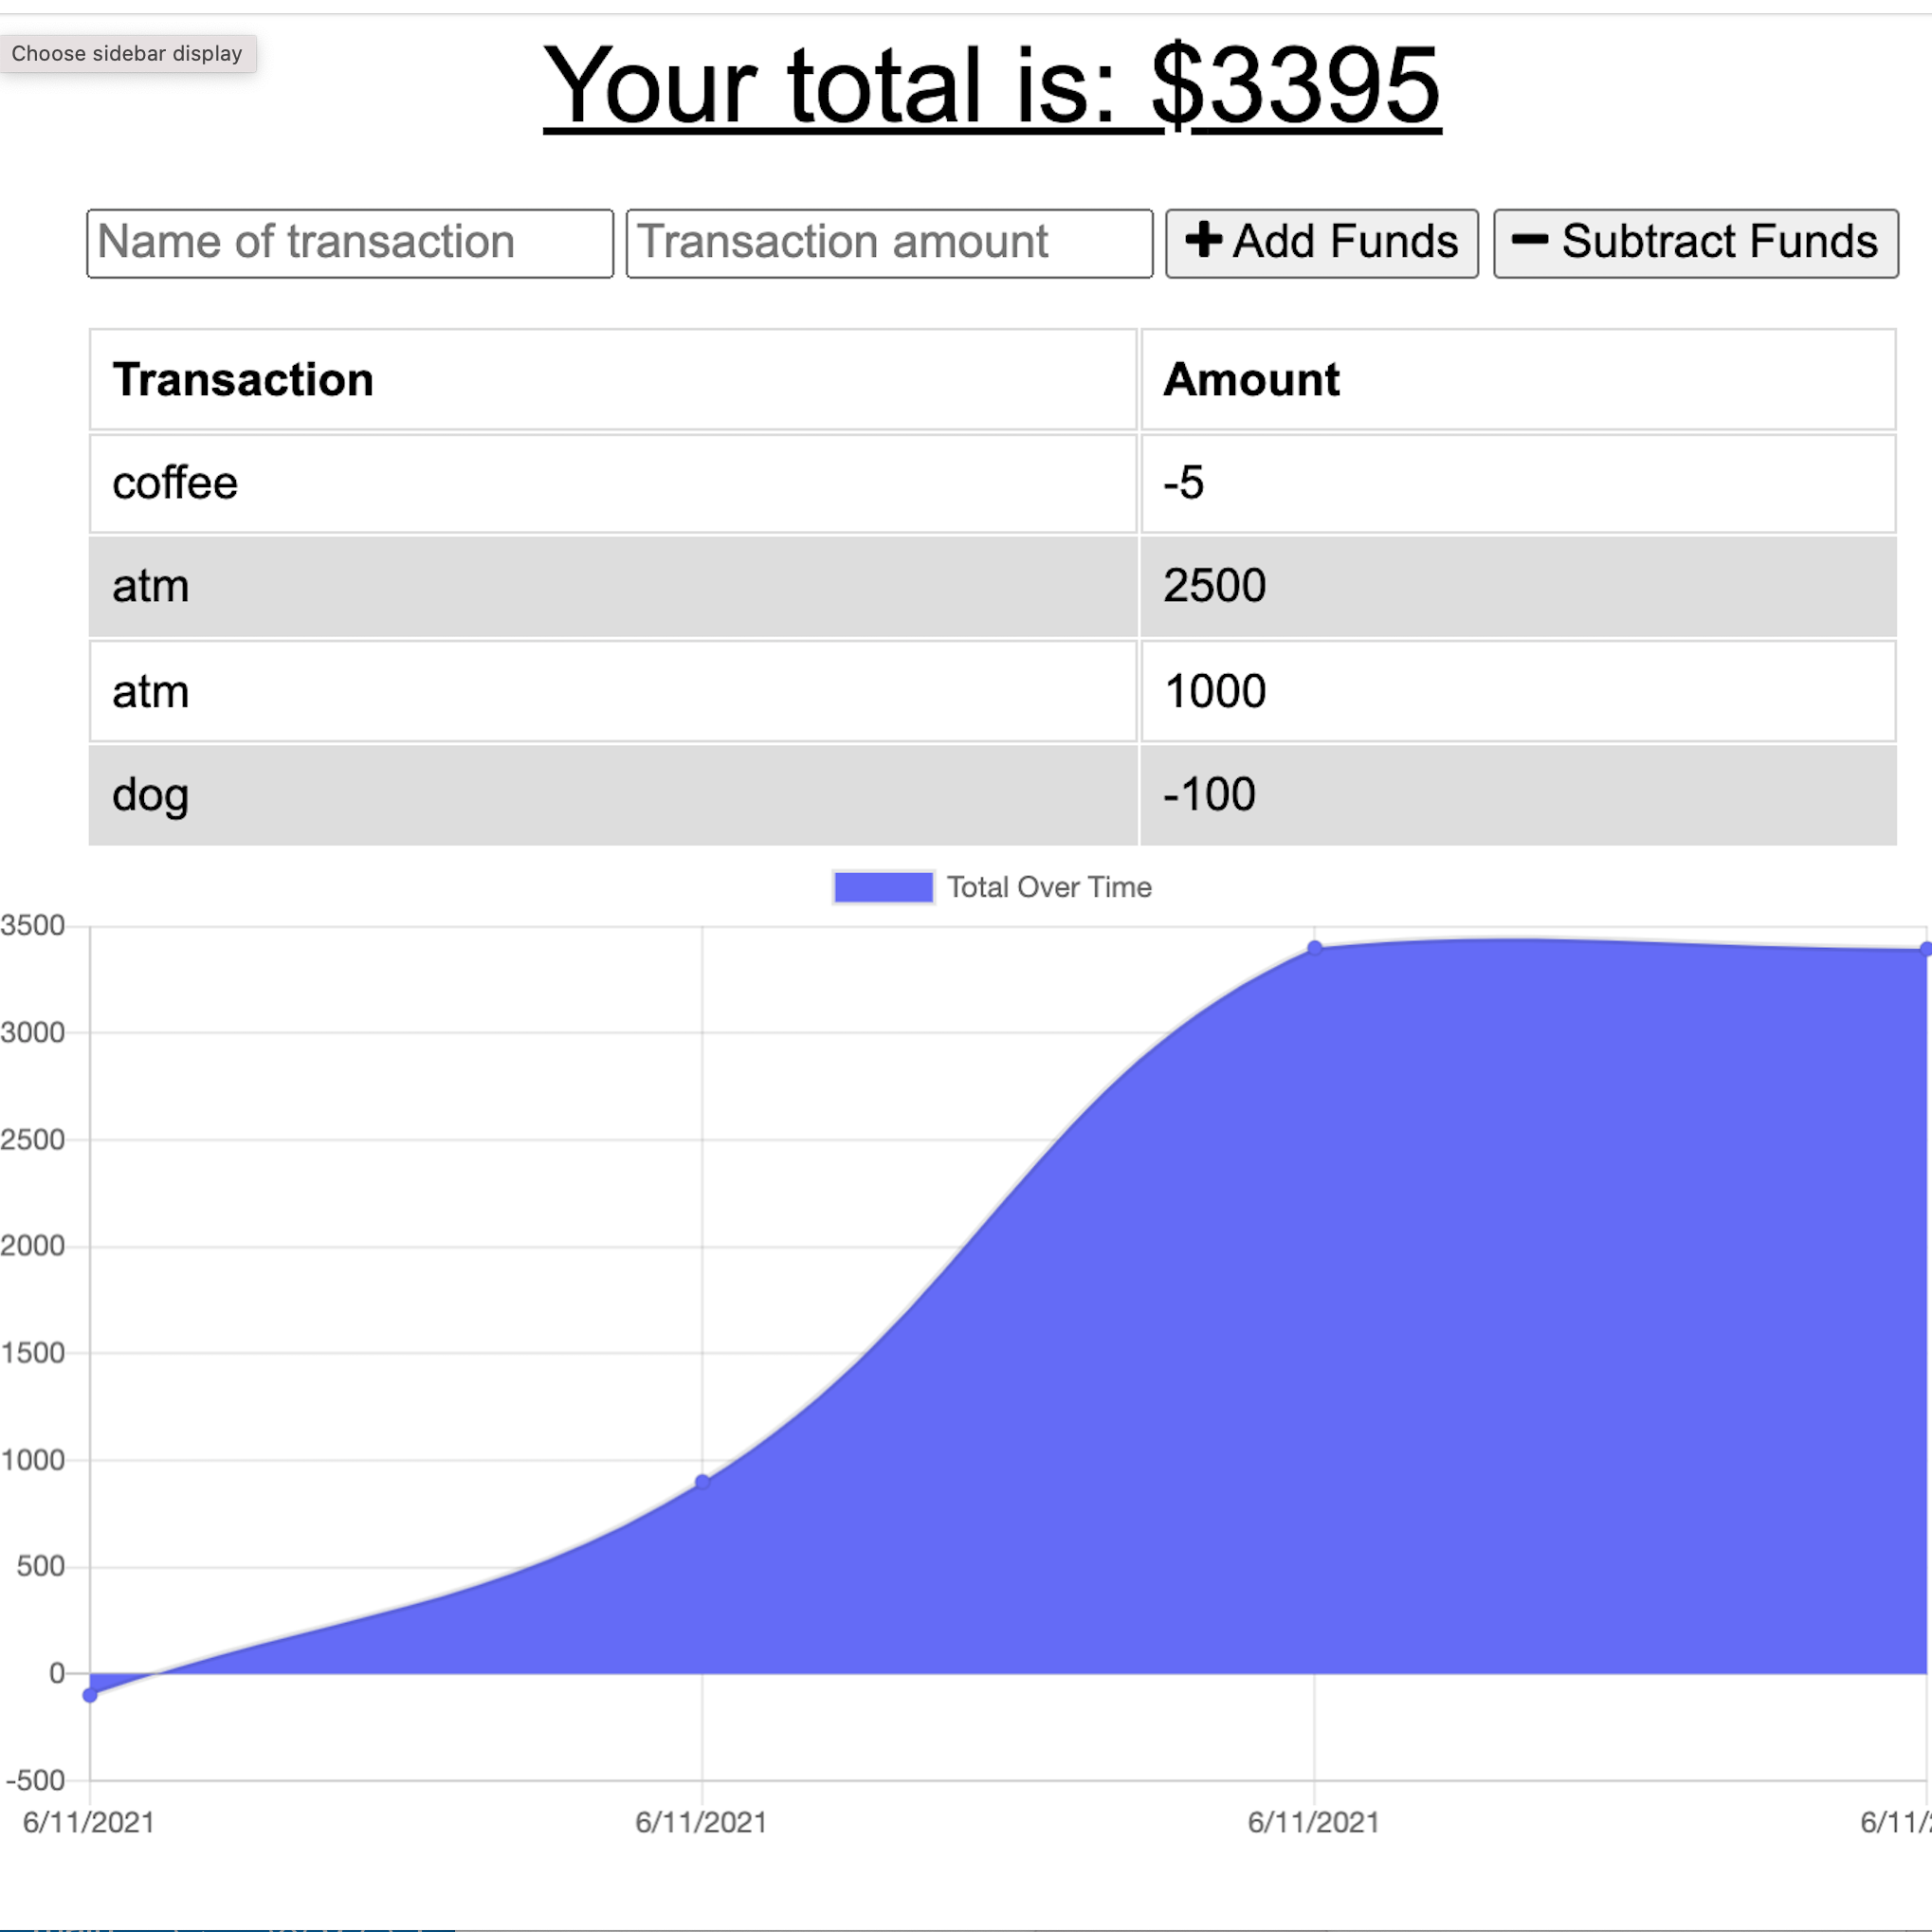 Choose sidebar display
Your total is: $3395
Name of transaction Transaction amount Add Funds Subtract Funds
Transaction Amount
coffee -5
atm 2500
atm 1000
dog -100
Total Over Time
3500
3000
2500
2000
1500
1000
500
0
-500
6/11/2021 6/11/2021 6/11/2021 6/11/